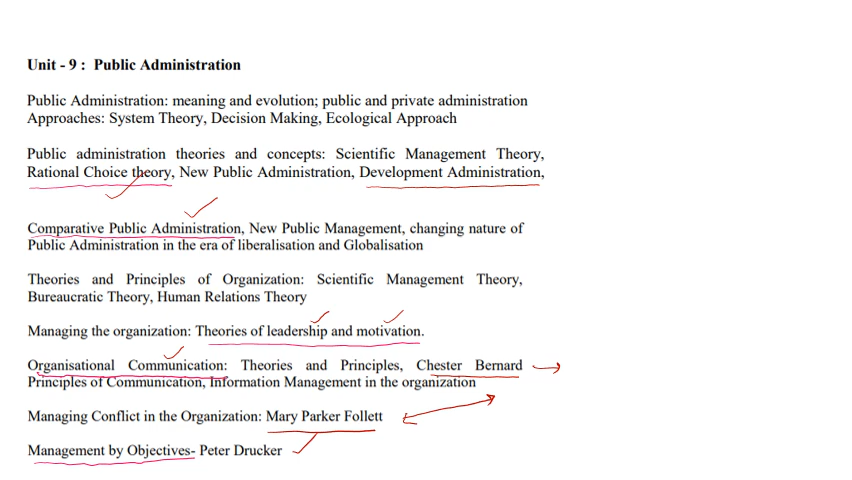 Unit - 9 : Public Administration
Public Administration: meaning and evolution; public and private administration
Approaches: System Theory, Decision Making, Ecological Approach
Public administration theories and concepts: Scientific Management Theory,
Rational Choice theory, New Public Administration, Development Administration,
Comparative Public Administration, New Public Management, changing nature of
Public Administration in the era of liberalisation and Globalisation
Theories and Principles of Organization: Scientific Management Theory,
Bureaucratic Theory, Human Relations Theory
Managing the organization: Theories of leadership and motivation.
Organisational Communication: Theories and Principles, Chester Bernard
Principles of Communication, Information Management in the organization
Managing Conflict in the Organization: Mary Parker Follett
Management by Objectives- Peter Drucker